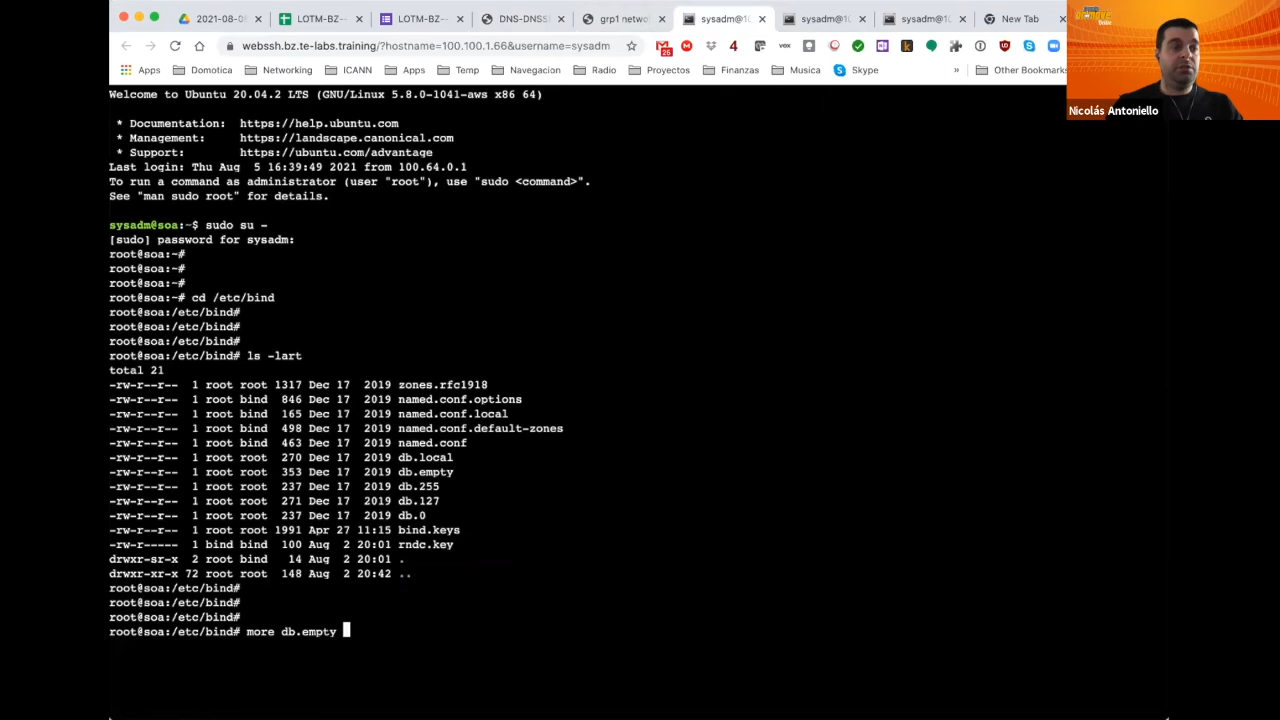 2021-08-0
LOTM-BZ-
LOTM-BZ-
DNS-DNSS
grp1 netwo
sysadm@10
sysadm@10
sysadm@10
New Tab
webssh.bz.te-labs.training/?hostname=100.100.1.66&username=sysadm
Apps
Domotica
Networking
ICANN
Apps
Temp
Navegacion
Radio
Proyectos
Finanzas
Musica
Skype
»
Other Bookmarks
Nicolás Antoniello
Welcome to Ubuntu 20.04.2 LTS (GNU/Linux 5.8.0-1041-aws x86 64)
* Documentation:  https://help.ubuntu.com
* Management:     https://landscape.canonical.com
* Support:        https://ubuntu.com/advantage
Last login: Thu Aug  5 16:39:49 2021 from 100.64.0.1
To run a command as administrator (user "root"), use "sudo <command>".
See "man sudo root" for details.
sysadm@soa:~$ sudo su -
[sudo] password for sysadm:
root@soa:~#
root@soa:~#
root@soa:~#
root@soa:~# cd /etc/bind
root@soa:/etc/bind#
root@soa:/etc/bind#
root@soa:/etc/bind#
root@soa:/etc/bind# ls -lart
total 21
-rw-r--r--  1 root root 1317 Dec 17  2019 zones.rfc1918
-rw-r--r--  1 root bind  846 Dec 17  2019 named.conf.options
-rw-r--r--  1 root bind  165 Dec 17  2019 named.conf.local
-rw-r--r--  1 root bind  498 Dec 17  2019 named.conf.default-zones
-rw-r--r--  1 root bind  463 Dec 17  2019 named.conf
-rw-r--r--  1 root root  270 Dec 17  2019 db.local
-rw-r--r--  1 root root  353 Dec 17  2019 db.empty
-rw-r--r--  1 root root  237 Dec 17  2019 db.255
-rw-r--r--  1 root root  271 Dec 17  2019 db.127
-rw-r--r--  1 root root  237 Dec 17  2019 db.0
-rw-r--r--  1 root root 1991 Apr 27 11:15 bind.keys
-rw-r-----  1 bind bind  100 Aug  2 20:01 rndc.key
drwxr-sr-x  2 root bind   14 Aug  2 20:01 .
drwxr-xr-x 72 root root  148 Aug  2 20:42 ..
root@soa:/etc/bind#
root@soa:/etc/bind#
root@soa:/etc/bind#
root@soa:/etc/bind# more db.empty